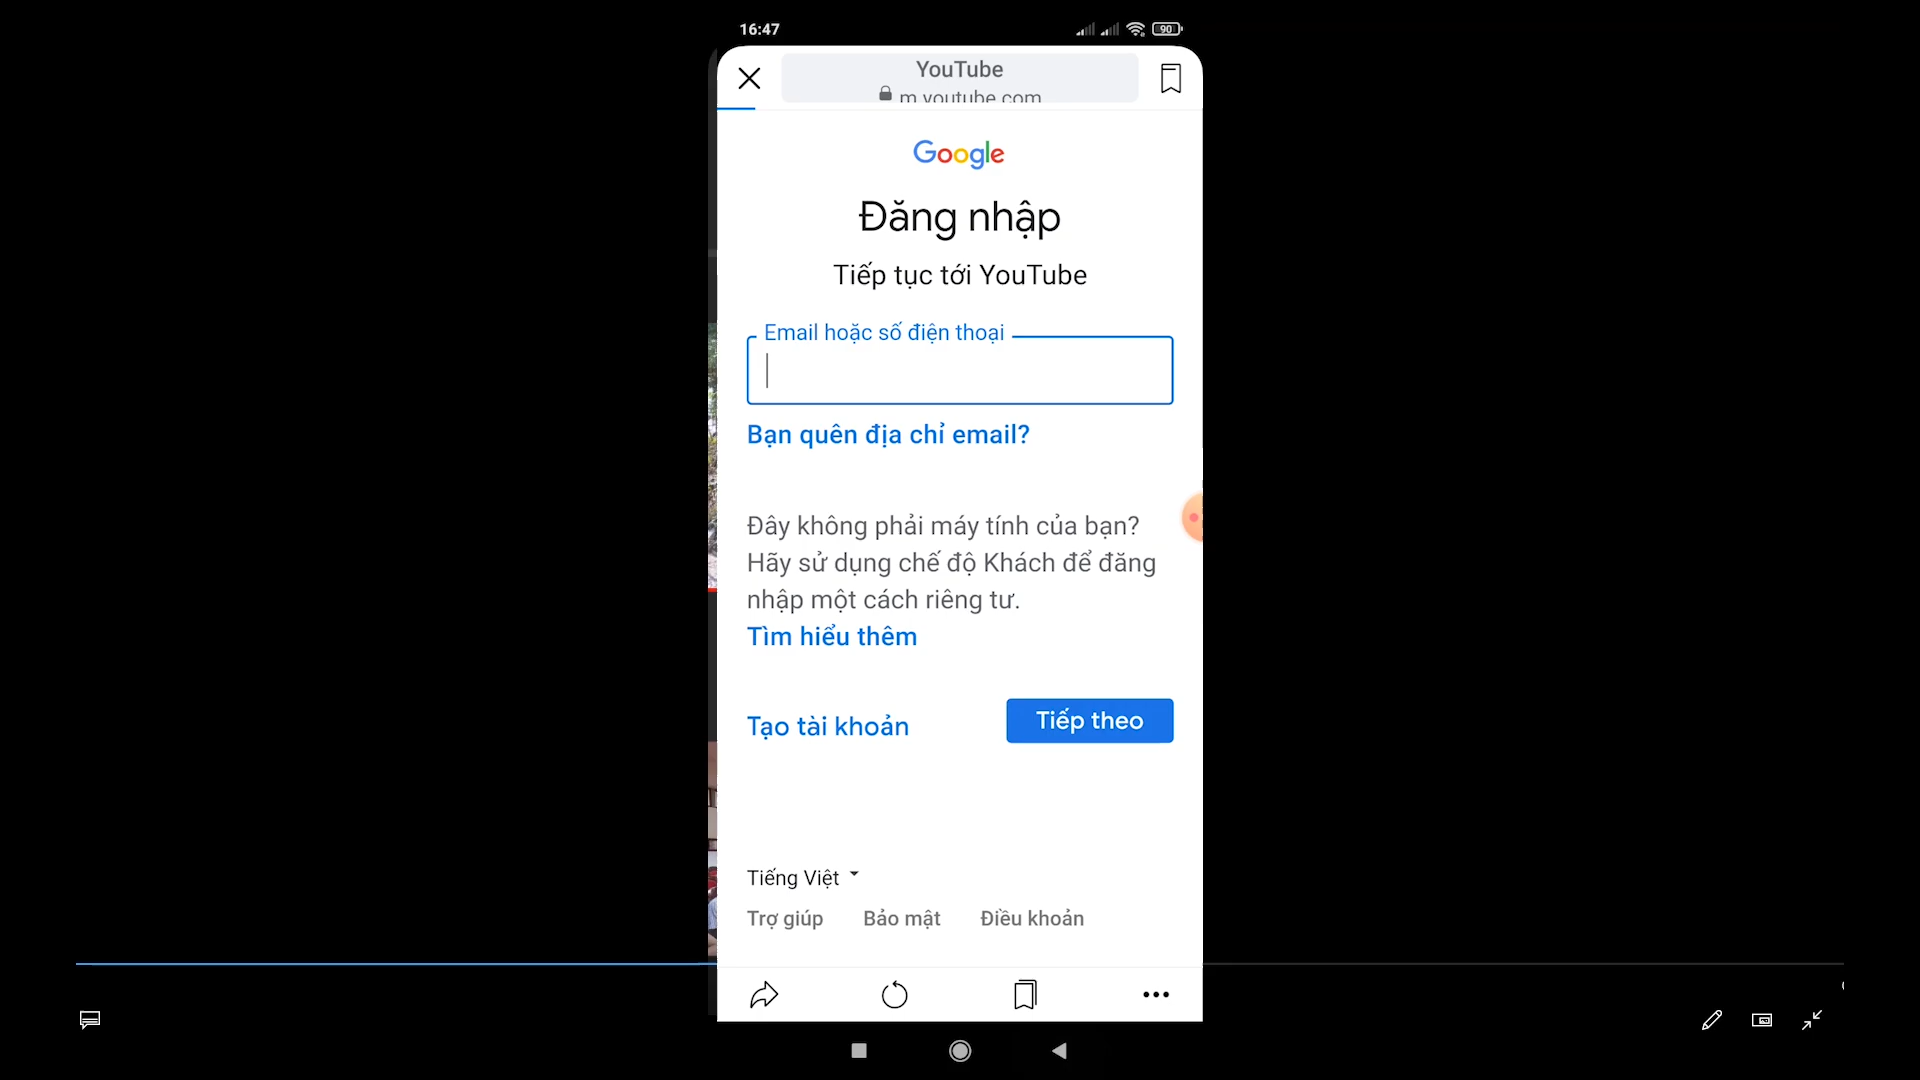 16:47
90
YouTube
m.youtube.com
Google
Đăng nhập
Tiếp tục tới YouTube
Email hoặc số điện thoại
Bạn quên địa chỉ email?
Đây không phải máy tính của bạn?
Hãy sử dụng chế độ Khách để đăng
nhập một cách riêng tư.
Tìm hiểu thêm
Tạo tài khoản
Tiếp theo
Tiếng Việt
Trợ giúp Bảo mật Điều khoản